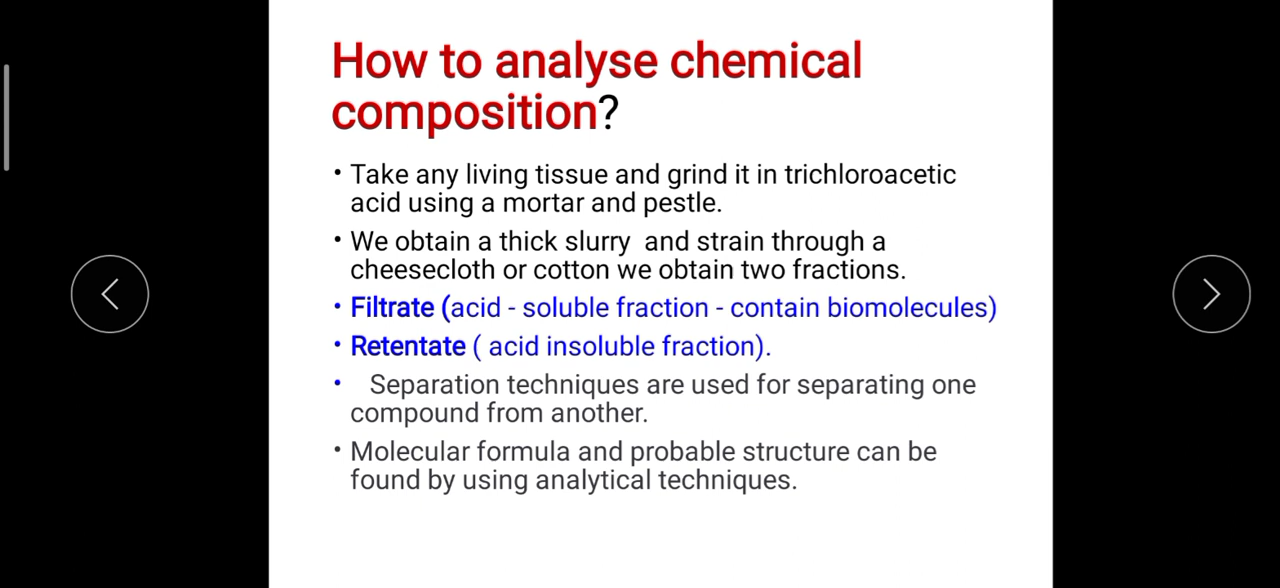 How to analyse chemical
composition?
• Take any living tissue and grind it in trichloroacetic
acid using a mortar and pestle.
• We obtain a thick slurry  and strain through a
cheesecloth or cotton we obtain two fractions.
• Filtrate (acid - soluble fraction - contain biomolecules)
• Retentate ( acid insoluble fraction).
•   Separation techniques are used for separating one
compound from another.
• Molecular formula and probable structure can be
found by using analytical techniques.